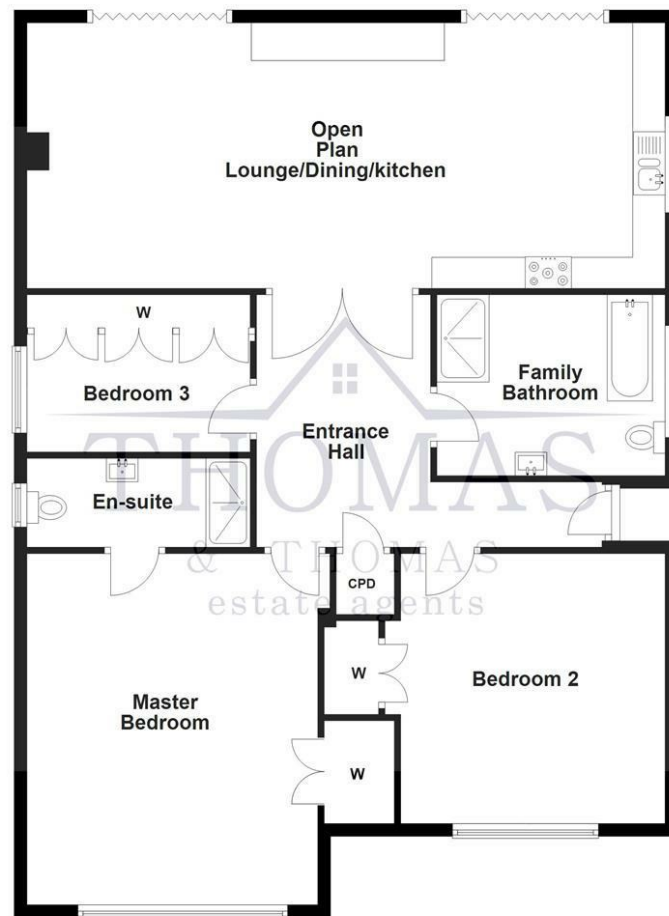 Open
Plan
Lounge/Dining/kitchen
W
Bedroom 3
Family
Bathroom
Entrance
Hall
THOMAS
En-suite
& THOMAS
estate agents
CPD
W
Bedroom 2
Master
Bedroom
W